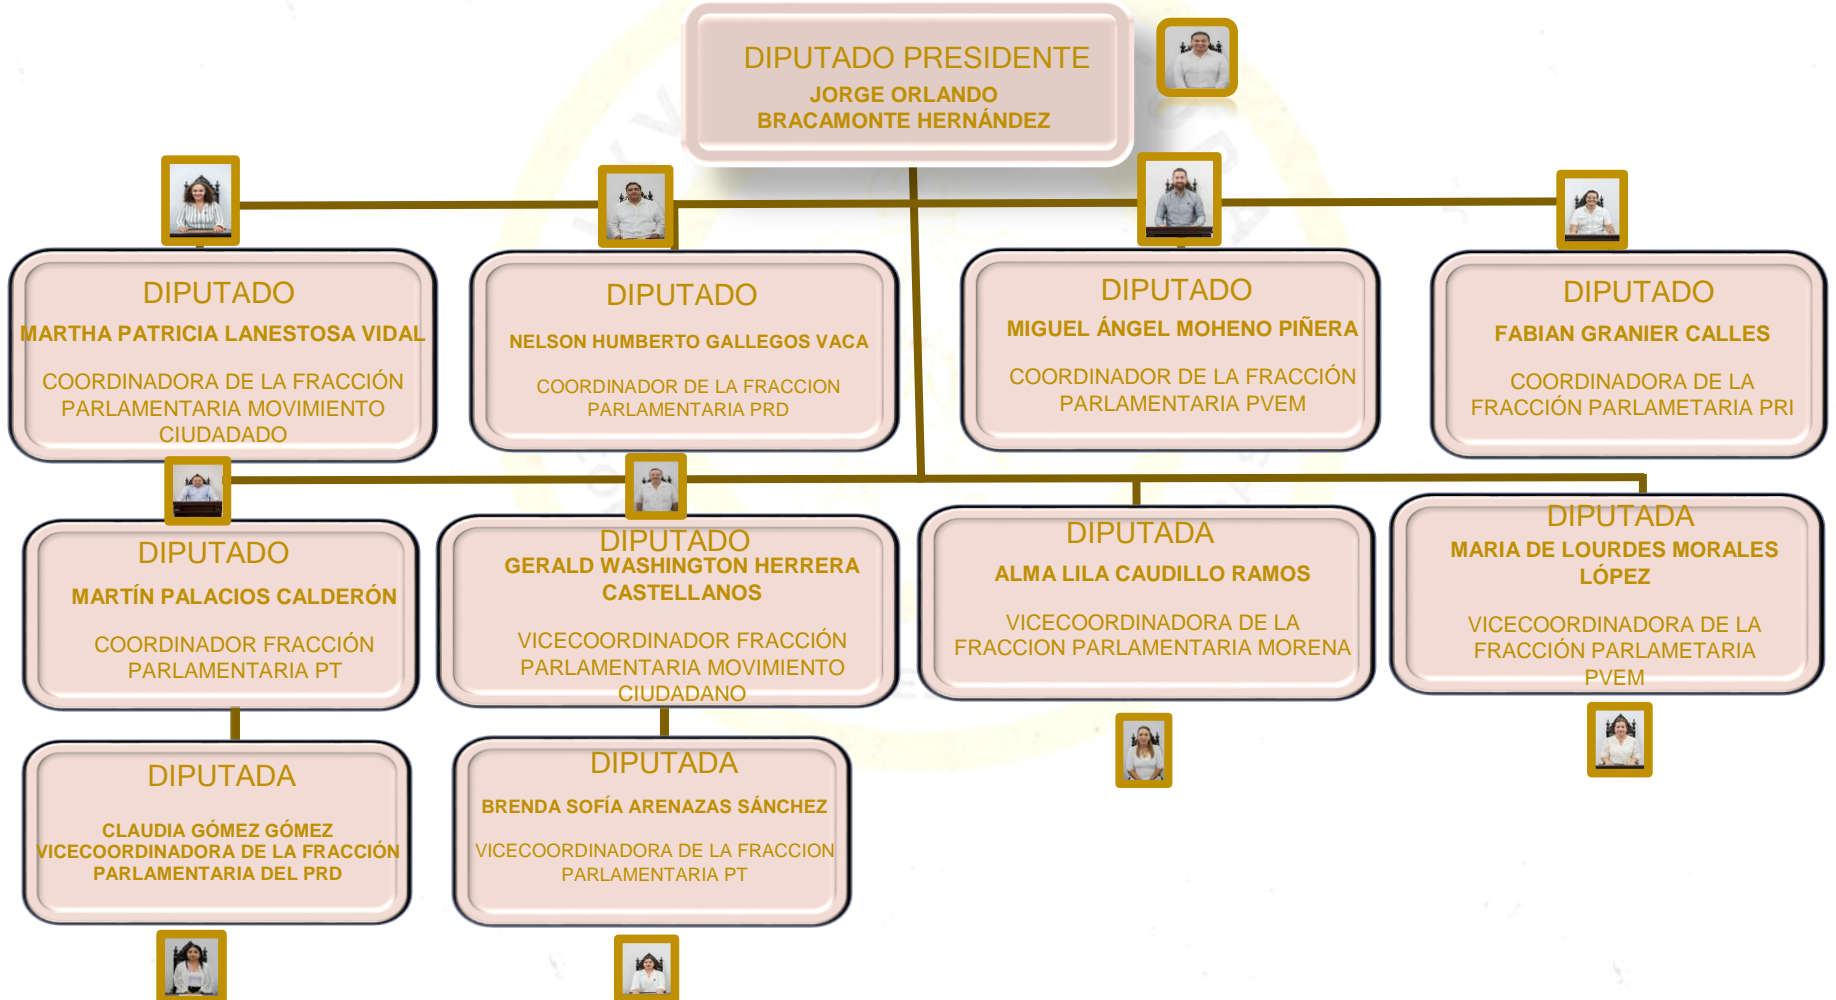 DIPUTADO PRESIDENTE
JORGE ORLANDO
BRACAMONTE HERNÁNDEZ
DIPUTADO
MARTHA PATRICIA LANESTOSA VIDAL
COORDINADORA DE LA FRACCIÓN
PARLAMENTARIA MOVIMIENTO
CIUDADADO
DIPUTADO
NELSON HUMBERTO GALLEGOS VACA
COORDINADOR DE LA FRACCION
PARLAMENTARIA PRD
DIPUTADO
MIGUEL ÁNGEL MOHENO PIÑERA
COORDINADOR DE LA FRACCIÓN
PARLAMENTARIA PVEM
DIPUTADO
FABIAN GRANIER CALLES
COORDINADORA DE LA
FRACCIÓN PARLAMETARIA PRI
DIPUTADO
MARTÍN PALACIOS CALDERÓN
COORDINADOR FRACCIÓN
PARLAMENTARIA PT
DIPUTADO
GERALD WASHINGTON HERRERA
CASTELLANOS
VICECOORDINADOR FRACCIÓN
PARLAMENTARIA MOVIMIENTO
CIUDADANO
DIPUTADA
ALMA LILA CAUDILLO RAMOS
VICECOORDINADORA DE LA
FRACCION PARLAMENTARIA MORENA
DIPUTADA
MARIA DE LOURDES MORALES
LÓPEZ
VICECOORDINADORA DE LA
FRACCIÓN PARLAMETARIA
PVEM
DIPUTADA
CLAUDIA GÓMEZ GÓMEZ
VICECOORDINADORA DE LA FRACCIÓN
PARLAMENTARIA DEL PRD
DIPUTADA
BRENDA SOFÍA ARENAZAS SÁNCHEZ
VICECOORDINADORA DE LA FRACCION
PARLAMENTARIA PT